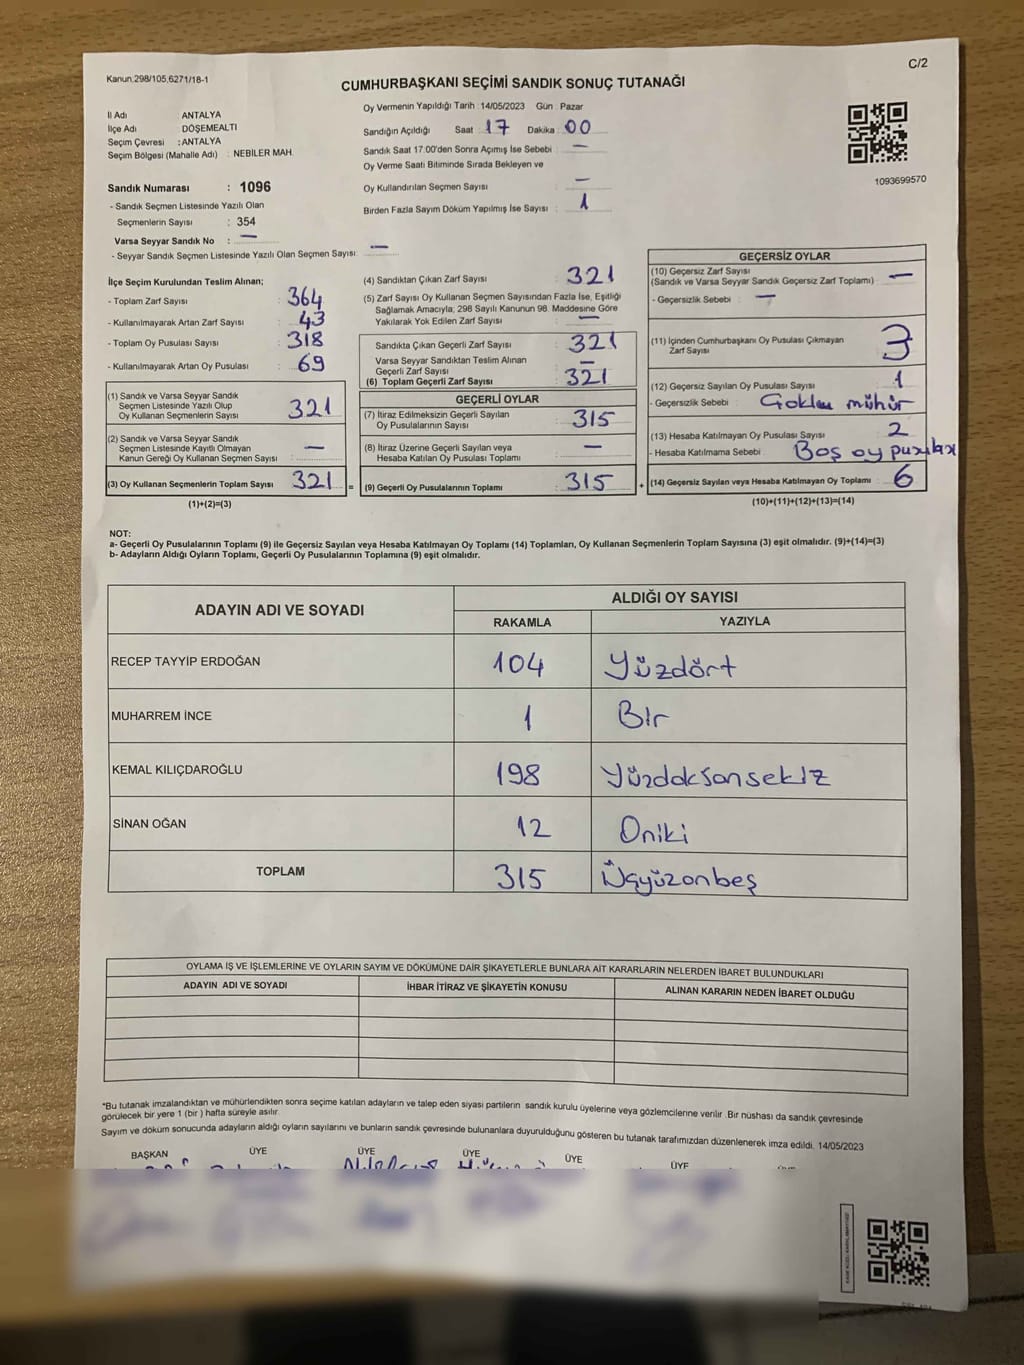 Kanun:298/105,6271/18-1
C/2
CUMHURBAŞKANI SEÇİMİ SANDIK SONUÇ TUTANAĞI
İl Adı ANTALYA
İlçe Adı DÖŞEMEALTI
Seçim Çevresi : ANTALYA
Seçim Bölgesi (Mahalle Adı) : NEBİLER MAH.
Sandık Numarası : 1096
- Sandık Seçmen Listesinde Yazılı Olan
Seçmenlerin Sayısı : 354
Varsa Seyyar Sandık No : —
- Seyyar Sandık Seçmen Listesinde Yazılı Olan Seçmen Sayısı: —
Oy Vermenin Yapıldığı Tarih : 14/05/2023 Gün : Pazar
Sandığın Açıldığı Saat : 17 Dakika : 00
Sandık Saat 17.00'den Sonra Açımış İse Sebebi : —
Oy Verme Saati Bitiminde Sırada Bekleyen ve
Oy Kullandırılan Seçmen Sayısı : —
Birden Fazla Sayım Döküm Yapılmış İse Sayısı : 1
1093699570
İlçe Seçim Kurulundan Teslim Alınan;
- Toplam Zarf Sayısı : 364
- Kullanılmayarak Artan Zarf Sayısı : 43
- Toplam Oy Pusulası Sayısı : 318
- Kullanılmayarak Artan Oy Pusulası : 69
(1) Sandık ve Varsa Seyyar Sandık
Seçmen Listesinde Yazılı Olup
Oy Kullanan Seçmenlerin Sayısı : 321
(2) Sandık ve Varsa Seyyar Sandık
Seçmen Listesinde Kayıtlı Olmayan
Kanun Gereği Oy Kullanan Seçmen Sayısı : —
(3) Oy Kullanan Seçmenlerin Toplam Sayısı : 321
(1)+(2)=(3)
(4) Sandıktan Çıkan Zarf Sayısı : 321
(5) Zarf Sayısı Oy Kullanan Seçmen Sayısından Fazla İse, Eşitliği
Sağlamak Amacıyla, 298 Sayılı Kanunun 98. Maddesine Göre
Yakılarak Yok Edilen Zarf Sayısı : —
Sandıkta Çıkan Geçerli Zarf Sayısı : 321
Varsa Seyyar Sandıktan Teslim Alınan
Geçerli Zarf Sayısı : —
(6) Toplam Geçerli Zarf Sayısı : 321
GEÇERLİ OYLAR
(7) İtiraz Edilmeksizin Geçerli Sayılan
Oy Pusulalarının Sayısı : 315
(8) İtiraz Üzerine Geçerli Sayılan veya
Hesaba Katılan Oy Pusulası Toplamı : —
= (9) Geçerli Oy Pusulalarının Toplamı : 315
GEÇERSİZ OYLAR
(10) Geçersiz Zarf Sayısı
(Sandık ve Varsa Seyyar Sandık Geçersiz Zarf Toplamı) : —
- Geçersizlik Sebebi : —
(11) İçinden Cumhurbaşkanı Oy Pusulası Çıkmayan
Zarf Sayısı : 3
(12) Geçersiz Sayılan Oy Pusulası Sayısı : 1
- Geçersizlik Sebebi : mühür
(13) Hesaba Katılmayan Oy Pusulası Sayısı : 2
- Hesaba Katılmama Sebebi : Boş oy
+ (14) Geçersiz Sayılan veya Hesaba Katılmayan Oy Toplamı : 6
(10)+(11)+(12)+(13)=(14)
NOT:
a- Geçerli Oy Pusulalarının Toplamı (9) ile Geçersiz Sayılan veya Hesaba Katılmayan Oy Toplamı (14) Toplamları, Oy Kullanan Seçmenlerin Toplam Sayısına (3) eşit olmalıdır. (9)+(14)=(3)
b- Adayların Aldığı Oyların Toplamı, Geçerli Oy Pusulalarının Toplamına (9) eşit olmalıdır.
ADAYIN ADI VE SOYADI
ALDIĞI OY SAYISI
RAKAMLA YAZIYLA
RECEP TAYYİP ERDOĞAN 104 Yüzdört
MUHARREM İNCE 1 Bir
KEMAL KILIÇDAROĞLU 198 Yüzdoksansekiz
SİNAN OĞAN 12 Oniki
TOPLAM 315 Üçyüzonbeş
OYLAMA İŞ VE İŞLEMLERİNE VE OYLARIN SAYIM VE DÖKÜMÜNE DAİR ŞİKAYETLERLE BUNLARA AİT KARARLARIN NELERDEN İBARET BULUNDUKLARI
ADAYIN ADI VE SOYADI İHBAR İTİRAZ VE ŞİKAYETİN KONUSU ALINAN KARARIN NEDEN İBARET OLDUĞU
*Bu tutanak imzalandıktan ve mühürlendikten sonra seçime katılan adayların ve talep eden siyasi partilerin sandık kurulu üyelerine veya gözlemcilerine verilir. Bir nüshası da sandık çevresinde
görülecek bir yere 1 (bir ) hafta süreyle asılır.
Sayım ve döküm sonucunda adayların aldığı oyların sayılarını ve bunların sandık çevresinde bulunanlara duyurulduğunu gösteren bu tutanak tarafımızdan düzenlenerek imza edildi. 14/05/2023
BAŞKAN ÜYE ÜYE ÜYE ÜYE ÜYE